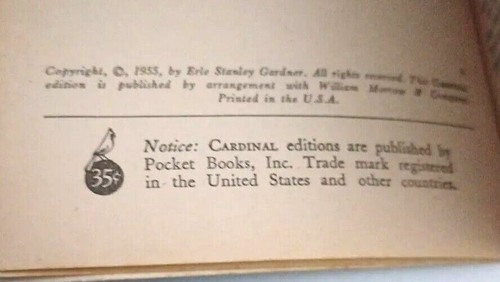 Copyright, ©, 1955, by Erle Stanley Gardner. All rights reserved. This Cardinal
edition is published by arrangement with William Morrow & Company.
Printed in the U.S.A.
Notice: CARDINAL editions are published by
Pocket Books, Inc. Trade mark registered
in the United States and other countries.
35¢